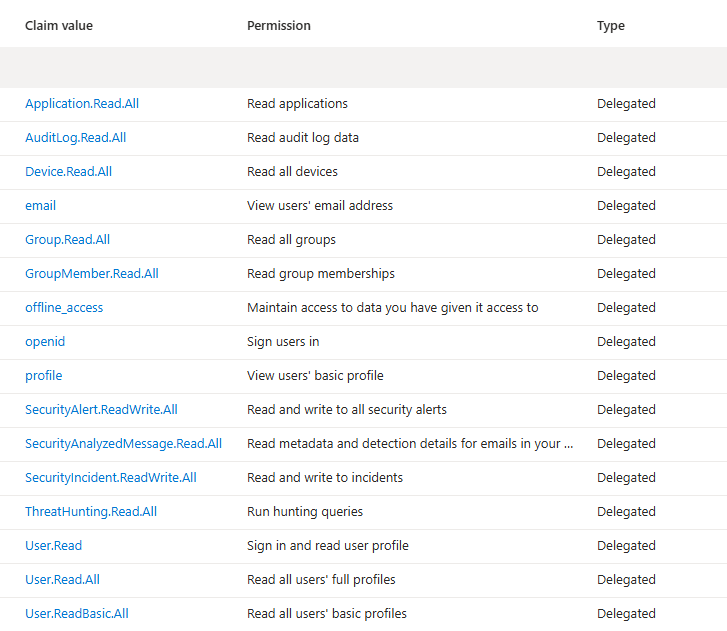 Claim value Permission Type
Application.Read.All Read applications Delegated
AuditLog.Read.All Read audit log data Delegated
Device.Read.All Read all devices Delegated
email View users' email address Delegated
Group.Read.All Read all groups Delegated
GroupMember.Read.All Read group memberships Delegated
offline_access Maintain access to data you have given it access to Delegated
openid Sign users in Delegated
profile View users' basic profile Delegated
SecurityAlert.ReadWrite.All Read and write to all security alerts Delegated
SecurityAnalyzedMessage.Read.All Read metadata and detection details for emails in your ... Delegated
SecurityIncident.ReadWrite.All Read and write to incidents Delegated
ThreatHunting.Read.All Run hunting queries Delegated
User.Read Sign in and read user profile Delegated
User.Read.All Read all users' full profiles Delegated
User.ReadBasic.All Read all users' basic profiles Delegated